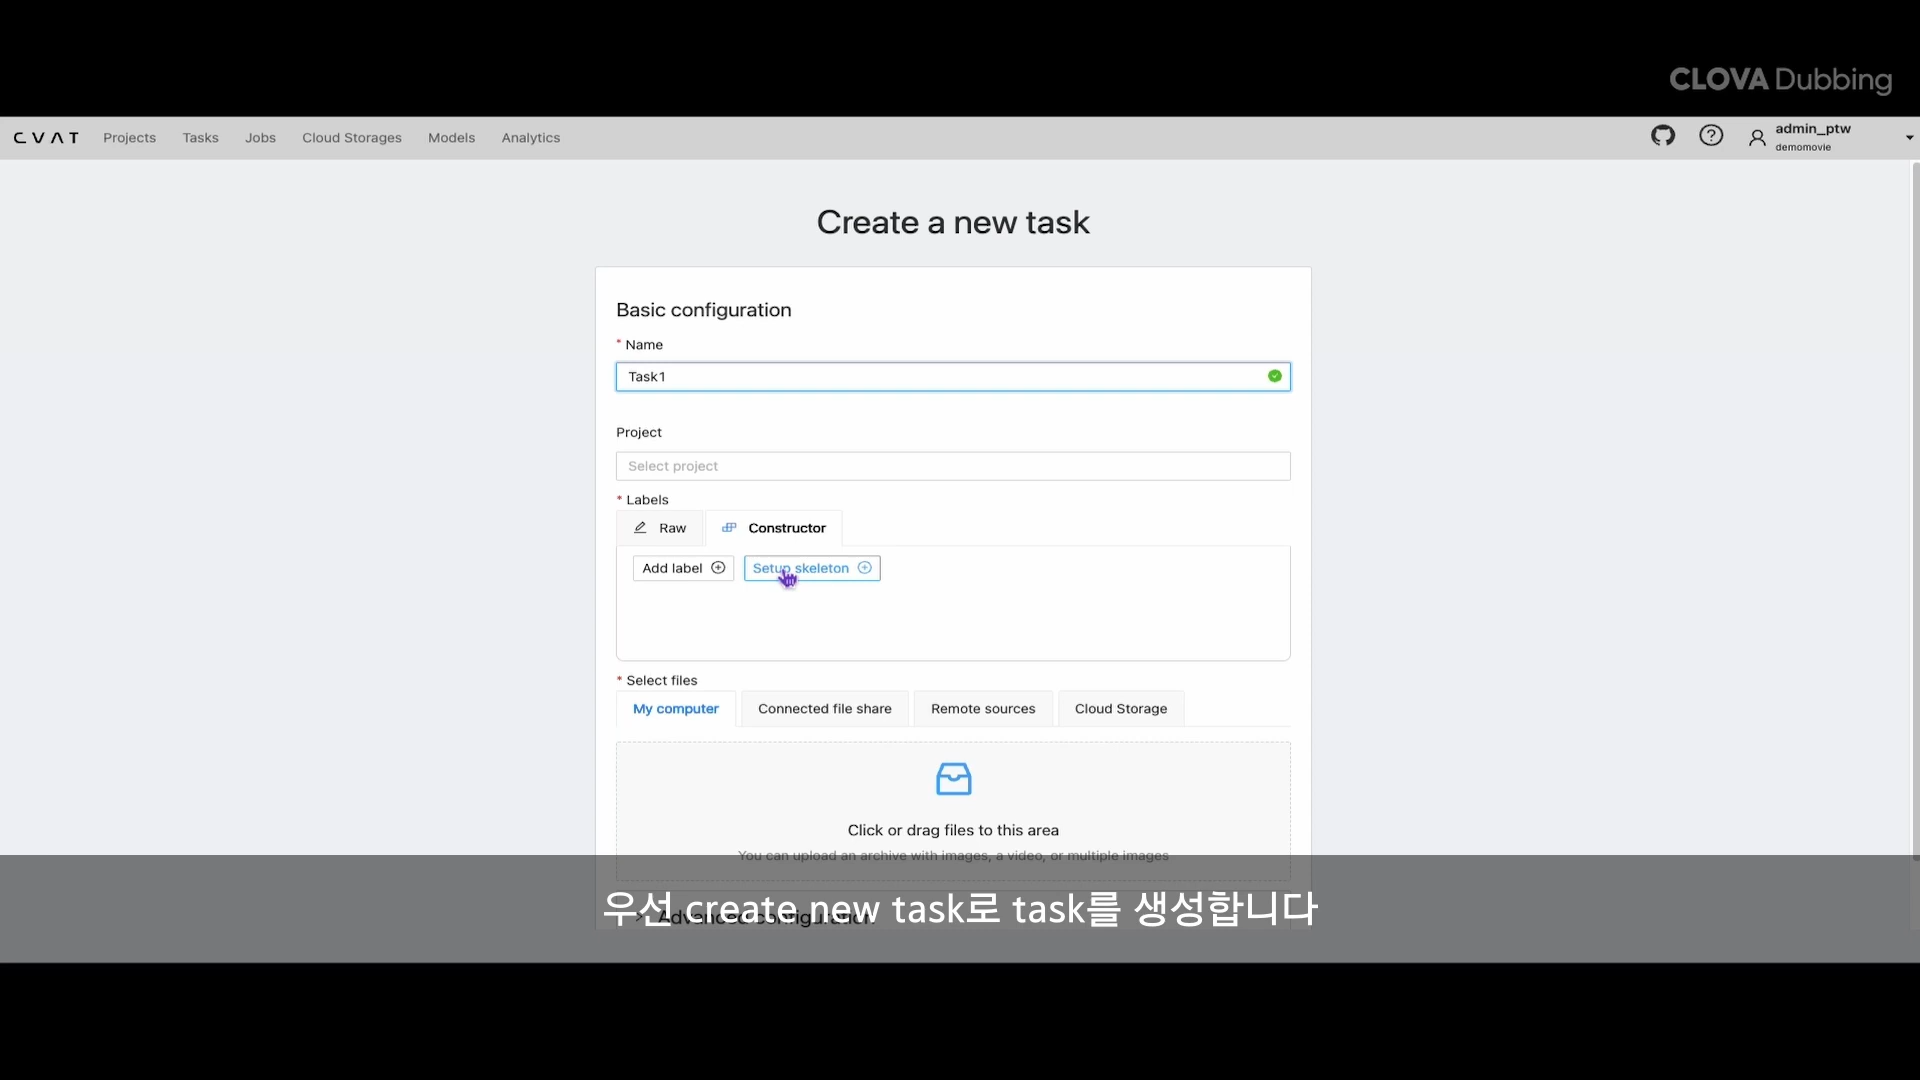 CLOVA Dubbing
CVAT Projects Tasks Jobs Cloud Storages Models Analytics
admin_ptw
demomovie
Create a new task
Basic configuration
* Name
Task1
Project
Select project
* Labels
Raw Constructor
Add label Setup skeleton
* Select files
My computer Connected file share Remote sources Cloud Storage
Click or drag files to this area
You can upload an archive with images, a video, or multiple images
> Advanced configuration
우선 create new task로 task를 생성합니다